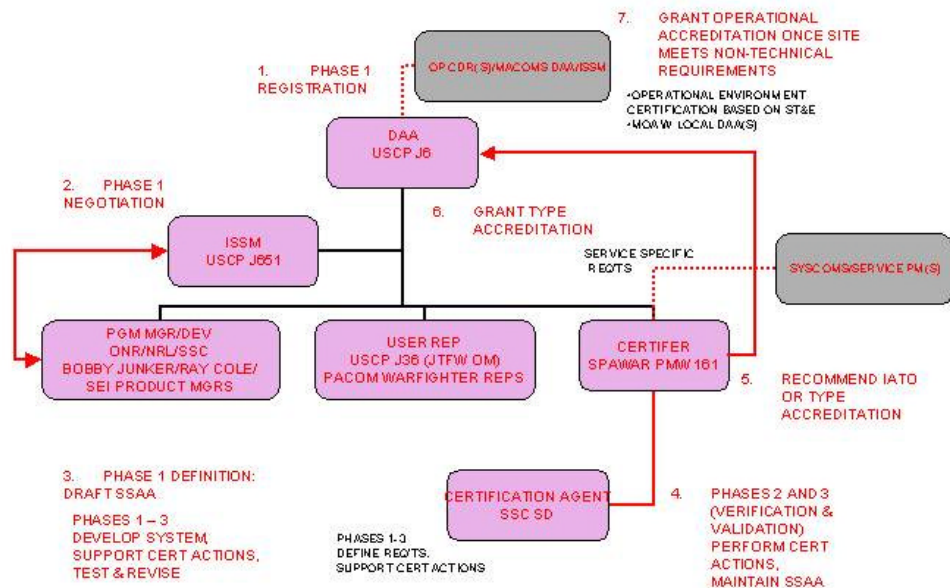 7. GRANT OPERATIONAL
ACCREDITATION ONCE SITE
MEETS NON-TECHNICAL
REQUIREMENTS
•OPERATIONAL ENVIRONMENT
CERTIFICATION BASED ON ST&E
•MOA W LOCAL DAA(S)
OP CDR(S)/MACOMS DAA/ISSM
1. PHASE 1
REGISTRATION
DAA
USCP J6
2. PHASE 1
NEGOTIATION
ISSM
USCP J651
6. GRANT TYPE
ACCREDITATION
SERVICE SPECIFIC
REQ'TS
SYSCOMS/SERVICE PM(S)
PGM MGR/DEV
ONR/NRL/SSC
BOBBY JUNKER/RAY COLE/
SEI PRODUCT MGRS
USER REP
USCP J36 (JTFW OM)
PACOM WARFIGHTER REPS
CERTIFER
SPAWAR PMW 161
5. RECOMMEND IATO
OR TYPE
ACCREDITATION
3. PHASE 1 DEFINITION:
DRAFT SSAA
PHASES 1 – 3
DEVELOP SYSTEM,
SUPPORT CERT ACTIONS,
TEST & REVISE
PHASES 1-3
DEFINE REQ'TS.
SUPPORT CERT ACTIONS
CERTIFICATION AGENT
SSC SD
4. PHASES 2 AND 3
(VERIFICATION &
VALIDATION)
PERFORM CERT
ACTIONS,
MAINTAIN SSAA